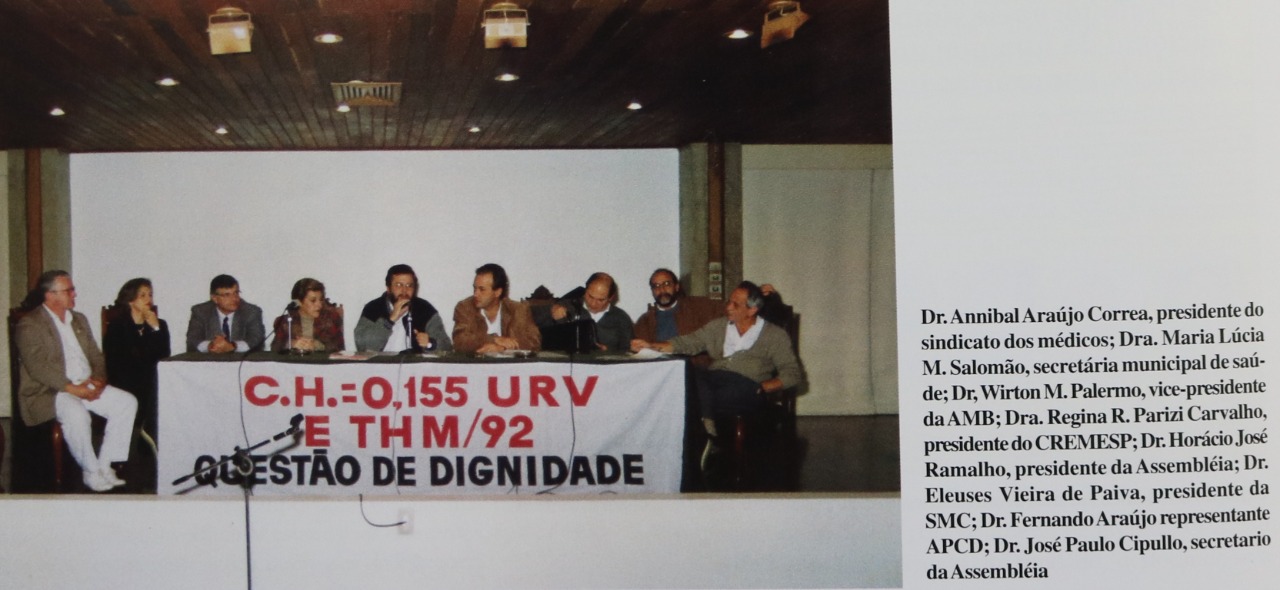 C.H.=0,155 URV
E THM/92
QUESTÃO DE DIGNIDADE
Dr. Annibal Araújo Correa, presidente do
sindicato dos médicos; Dra. Maria Lúcia
M. Salomão, secretária municipal de saú-
de; Dr, Wirton M. Palermo, vice-presidente
da AMB; Dra. Regina R. Parizi Carvalho,
presidente do CREMESP; Dr. Horácio José
Ramalho, presidente da Assembléia; Dr.
Eleuses Vieira de Paiva, presidente da
SMC; Dr. Fernando Araújo representante
APCD; Dr. José Paulo Cipullo, secretario
da Assembléia